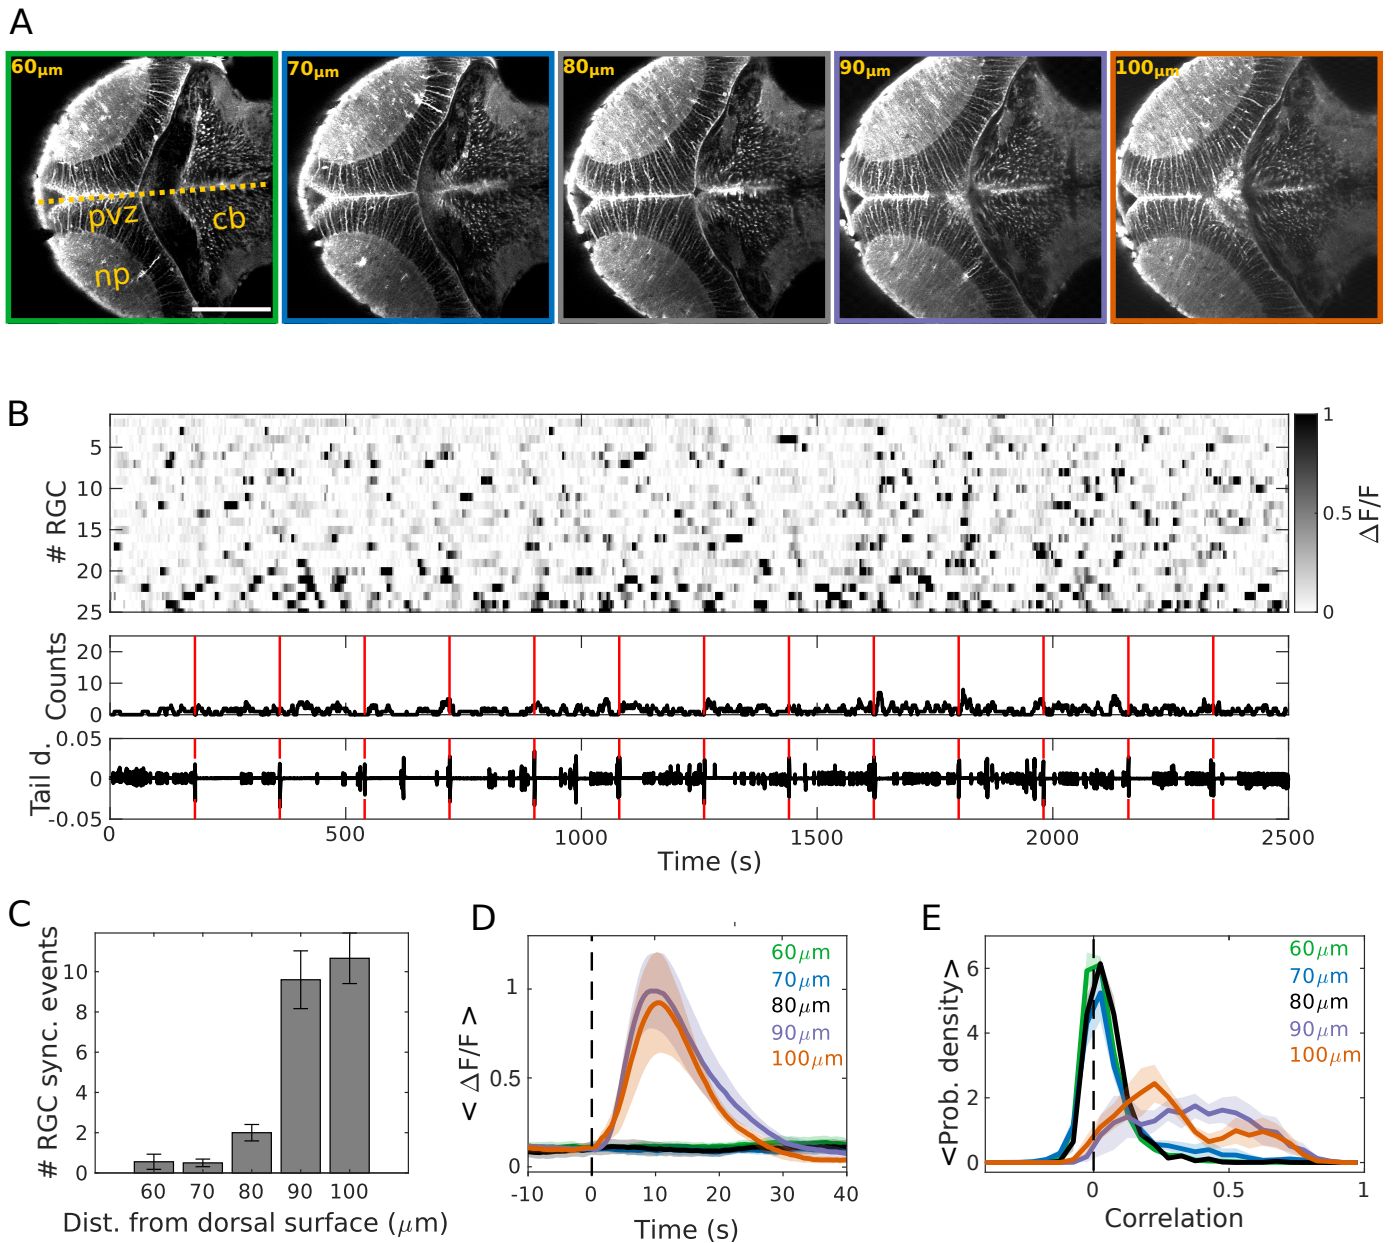 A
60μm
70μm
80μm
90μm
100μm
pvz
cb
np
B
# RGC
5
10
15
20
25
1
0.5
0
ΔF/F
Counts
20
10
0
Tail d.
0.05
0
-0.05
0
500
1000
1500
2000
2500
Time (s)
C
# RGC sync. events
10
8
6
4
2
0
60
70
80
90
100
Dist. from dorsal surface (μm)
D
< ΔF/F >
1
0.5
0
-10
0
10
20
30
40
Time (s)
60μm
70μm
80μm
90μm
100μm
E
<Prob. density>
6
4
2
0
0
0.5
1
Correlation
60μm
70μm
80μm
90μm
100μm